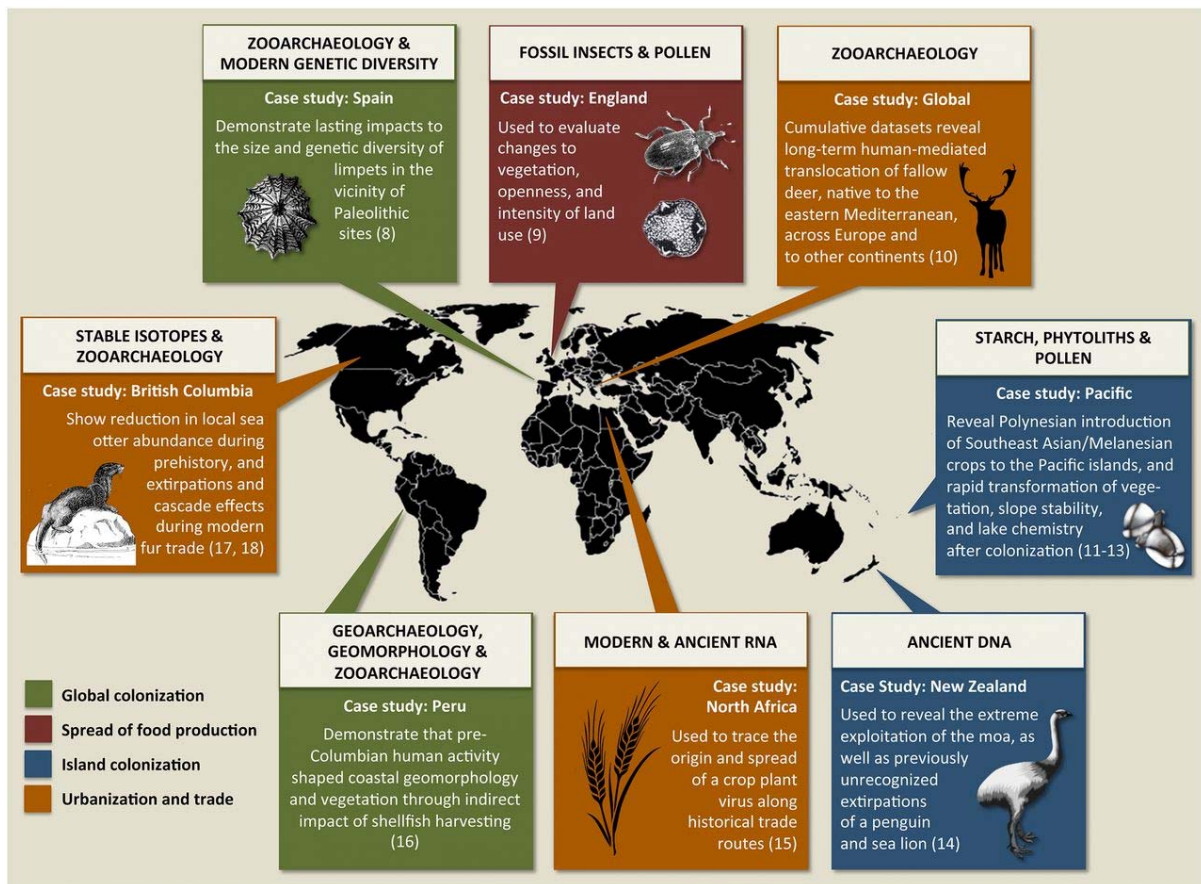 ZOOARCHAEOLOGY &
MODERN GENETIC DIVERSITY
Case study: Spain
Demonstrate lasting impacts to
the size and genetic diversity of
limpets in the
vicinity of
Paleolithic
sites (8)
FOSSIL INSECTS & POLLEN
Case study: England
Used to evaluate
changes to
vegetation,
openness, and
intensity of land
use (9)
ZOOARCHAEOLOGY
Case study: Global
Cumulative datasets reveal
long-term human-mediated
translocation of fallow
deer, native to the
eastern Mediterranean,
across Europe and
to other continents (10)
STABLE ISOTOPES &
ZOOARCHAEOLOGY
Case study: British Columbia
Show reduction in local sea
otter abundance during
prehistory, and
extirpations and
cascade effects
during modern
fur trade (17, 18)
STARCH, PHYTOLITHS &
POLLEN
Case study: Pacific
Reveal Polynesian introduction
of Southeast Asian/Melanesian
crops to the Pacific islands, and
rapid transformation of vege-
tation, slope stability,
and lake chemistry
after colonization (11-13)
GEOARCHAEOLOGY,
GEOMORPHOLOGY &
ZOOARCHAEOLOGY
Case study: Peru
Demonstrate that pre-
Columbian human activity
shaped coastal geomorphology
and vegetation through indirect
impact of shellfish harvesting
(16)
MODERN & ANCIENT RNA
Case study:
North Africa
Used to trace the
origin and spread
of a crop plant
virus along
historical trade
routes (15)
ANCIENT DNA
Case Study: New Zealand
Used to reveal the extreme
exploitation of the moa, as
well as previously
unrecognized
extirpations
of a penguin
and sea lion (14)
Global colonization
Spread of food production
Island colonization
Urbanization and trade